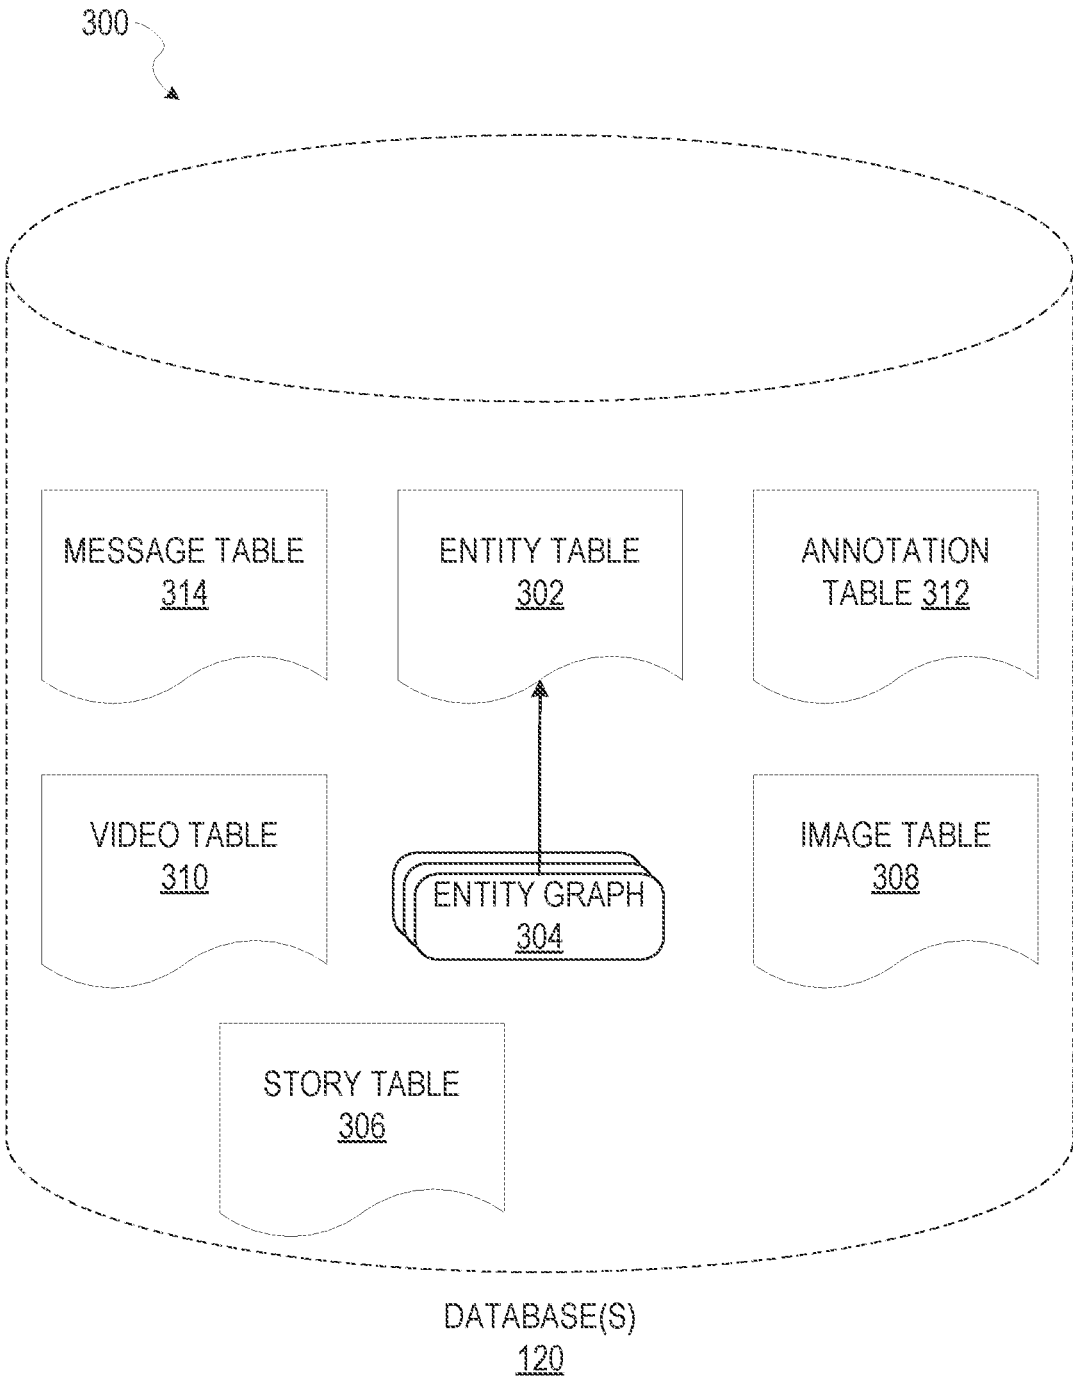 300
MESSAGE TABLE
314
ENTITY TABLE
302
ANNOTATION
TABLE 312
VIDEO TABLE
310
ENTITY GRAPH
304
IMAGE TABLE
308
STORY TABLE
306
DATABASE(S)
120